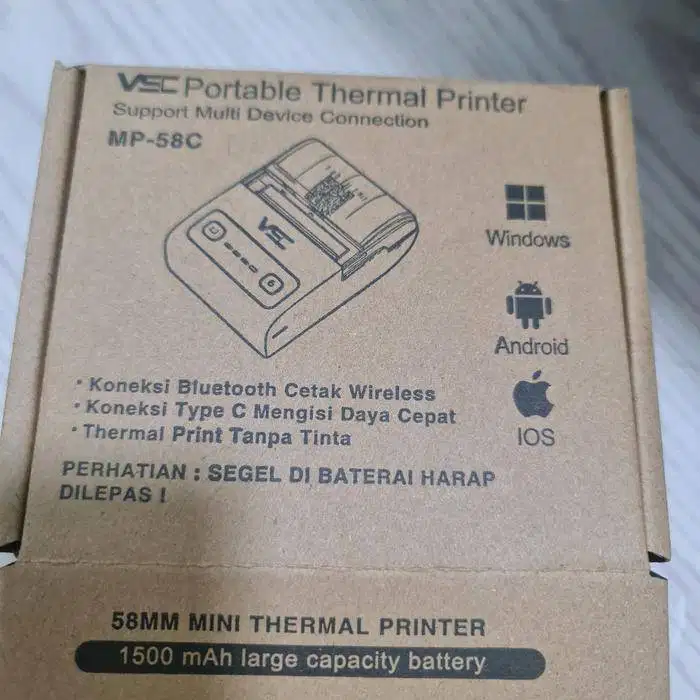 VSC Portable Thermal Printer
Support Multi Device Connection
MP-58C
VSC
Windows
Android
IOS
• Koneksi Bluetooth Cetak Wireless
• Koneksi Type C Mengisi Daya Cepat
• Thermal Print Tanpa Tinta
PERHATIAN : SEGEL DI BATERAI HARAP
DILEPAS !
58MM MINI THERMAL PRINTER
1500 mAh large capacity battery